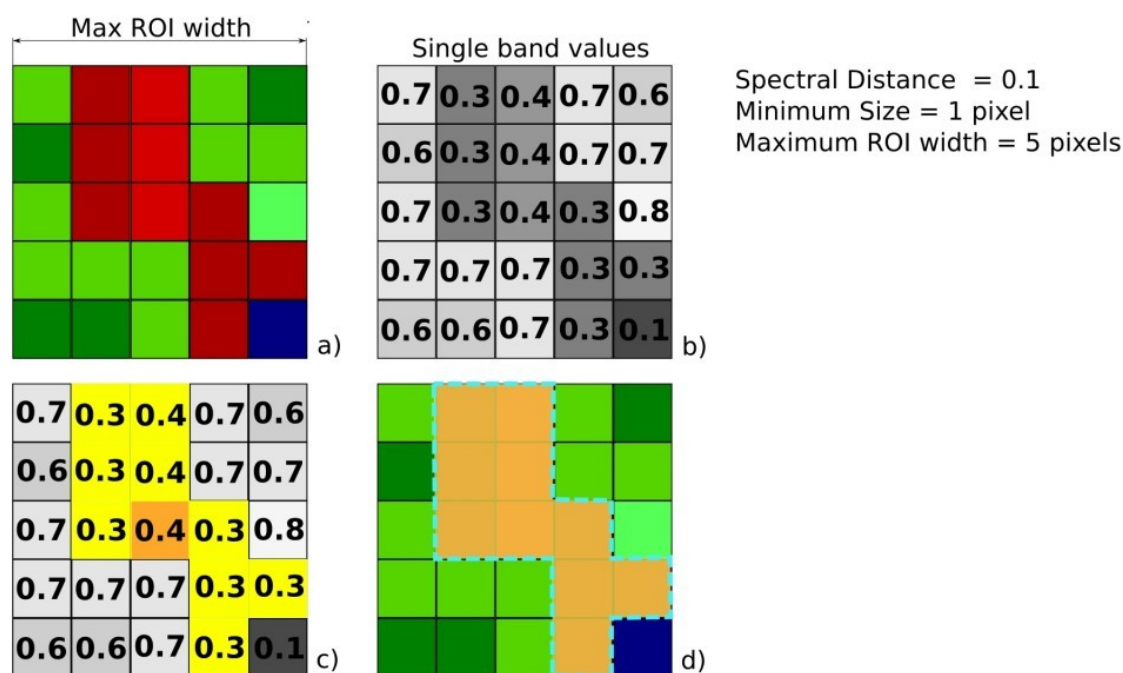 Max ROI width
Single band values
Spectral Distance = 0.1
Minimum Size = 1 pixel
Maximum ROI width = 5 pixels
a)
0.7 0.3 0.4 0.7 0.6
0.6 0.3 0.4 0.7 0.7
0.7 0.3 0.4 0.3 0.8
0.7 0.7 0.7 0.3 0.3
0.6 0.6 0.7 0.3 0.1
b)
0.7 0.3 0.4 0.7 0.6
0.6 0.3 0.4 0.7 0.7
0.7 0.3 0.4 0.3 0.8
0.7 0.7 0.7 0.3 0.3
0.6 0.6 0.7 0.3 0.1
c)
d)